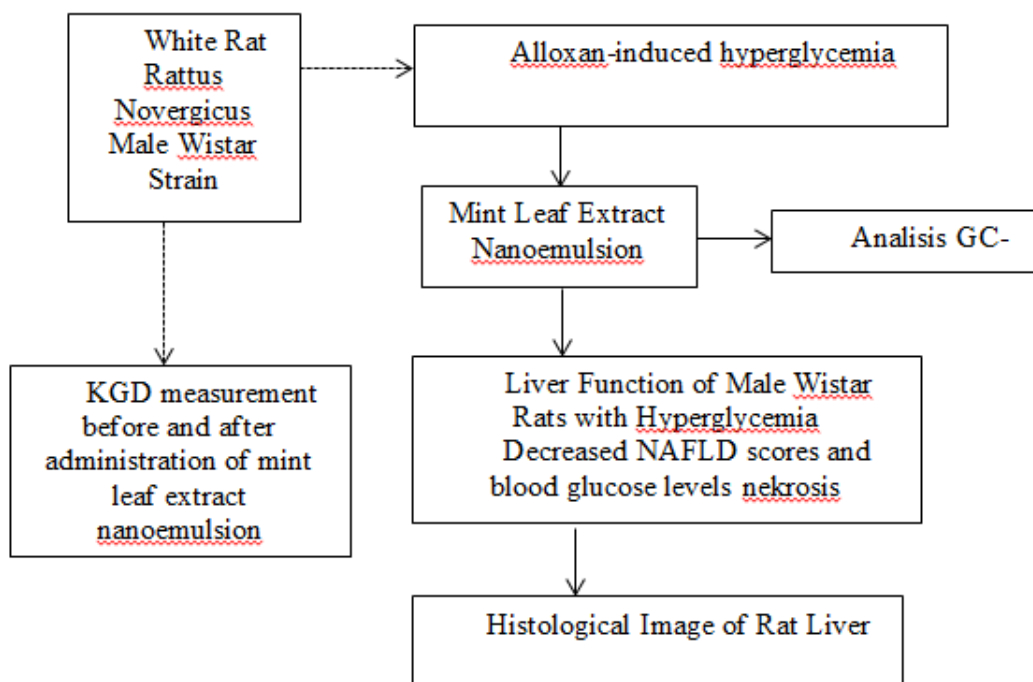 White Rat
Rattus
Novergicus
Male Wistar
Strain
Alloxan-induced hyperglycemia
Mint Leaf Extract
Nanoemulsion
Analisis GC-
KGD measurement
before and after
administration of mint
leaf extract
nanoemulsion
Liver Function of Male Wistar
Rats with Hyperglycemia
Decreased NAFLD scores and
blood glucose levels nekrosis
Histological Image of Rat Liver